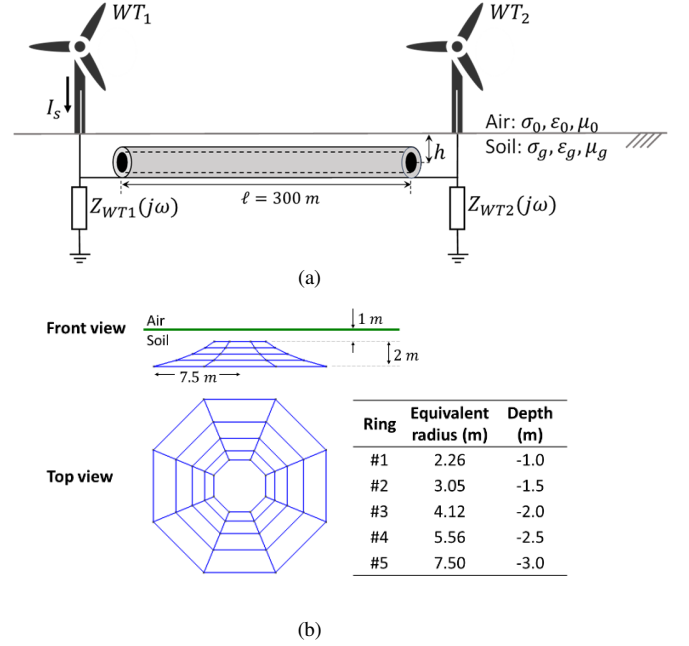 WT₁
WT₂
Iₛ
Air: σ₀, ε₀, μ₀
Soil: σg, εg, μg
h
Z_WT1(jω)
ℓ = 300 m
Z_WT2(jω)
(a)
Front view
Air
Soil
1 m
2 m
7.5 m
Top view
Ring Equivalent radius (m) Depth (m)
#1 2.26 -1.0
#2 3.05 -1.5
#3 4.12 -2.0
#4 5.56 -2.5
#5 7.50 -3.0
(b)